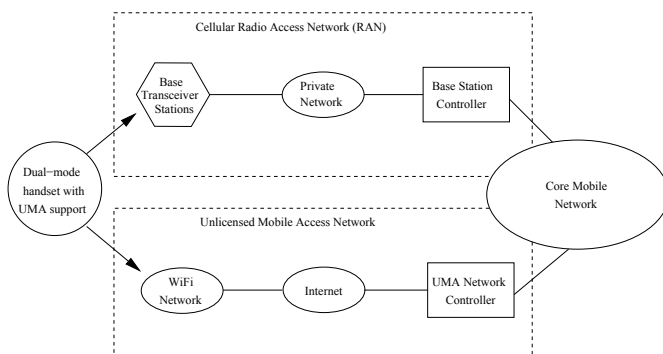 Cellular Radio Access Network (RAN)
Base
Transceiver
Stations
Private
Network
Base Station
Controller
Dual−mode
handset with
UMA support
Core Mobile
Network
Unlicensed Mobile Access Network
WiFi
Network
Internet
UMA Network
Controller